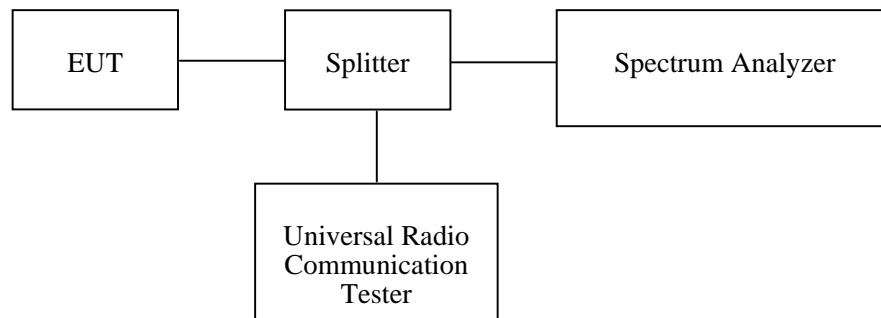 EUT
Splitter
Spectrum Analyzer
Universal Radio
Communication
Tester